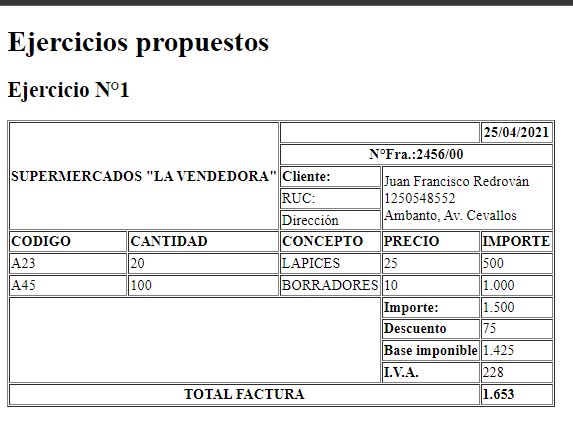 Ejercicios propuestos
Ejercicio N°1
25/04/2021
N°Fra.:2456/00
SUPERMERCADOS "LA VENDEDORA"
Cliente:
RUC:
Dirección
Juan Francisco Redrován
1250548552
Ambanto, Av. Cevallos
CODIGO CANTIDAD CONCEPTO PRECIO IMPORTE
A23 20 LAPICES 25 500
A45 100 BORRADORES 10 1.000
Importe: 1.500
Descuento 75
Base imponible 1.425
I.V.A. 228
TOTAL FACTURA 1.653